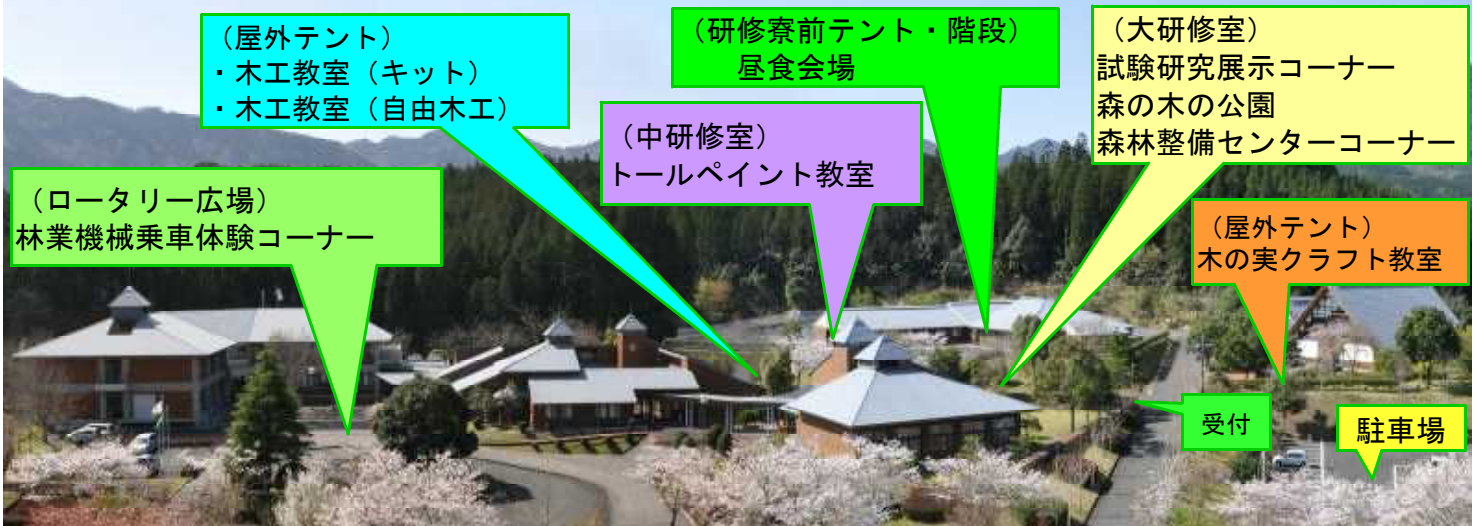 （屋外テント）
・木工教室（キット）
・木工教室（自由木工）
（研修寮前テント・階段）
昼食会場
（大研修室）
試験研究展示コーナー
森の木の公園
森林整備センターコーナー
（中研修室）
トールペイント教室
（ロータリー広場）
林業機械乗車体験コーナー
（屋外テント）
木の実クラフト教室
受付
駐車場